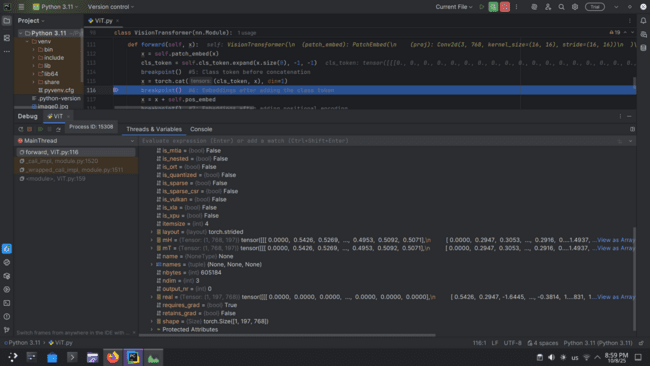 Python 3.11
Version control
Current File
Trial
Project
ViT.py
Python 3.11
venv
bin
include
lib
lib64
share
pyvenv.cfg
.python-version
class VisionTransformer(nn.Module): 1 usage
def forward(self, x): self: VisionTransformer(\n (patch_embed): PatchEmbed(\n (proj): Conv2d(3, 768, kernel_size=(16, 16), stride=(16, 16))\n
x = self.patch_embed(x)
cls_token = self.cls_token.expand(x.size(0), -1, -1) cls_token: tensor([[[0., 0., 0., 0., 0., 0., 0., 0., 0., 0., 0., 0., 0., 0.
breakpoint() #5: Class token before concatenation
x = torch.cat( tensors (cls_token, x), dim=1)
116 breakpoint() #6: Embeddings after adding the class token
x = x + self.pos_embed
Debug
ViT
Process ID: 15308
Threads & Variables
Console
MainThread
Evaluate expression (Enter) or add a watch (Ctrl+Shift+Enter)
forward, ViT.py:116
_call_impl, module.py:1520
_wrapped_call_impl, module.py:1511
<module>, ViT.py:159
is_mtia = (bool) False
is_nested = (bool) False
is_ort = (bool) False
is_quantized = (bool) False
is_sparse = (bool) False
is_sparse_csr = (bool) False
is_vulkan = (bool) False
is_xla = (bool) False
is_xpu = (bool) False
itemsize = (int) 4
layout = (layout) torch.strided
mH = (Tensor: (1, 768, 197)) tensor([[[ 0.0000, 0.5426, 0.5269, ..., 0.4953, 0.5092, 0.5071],\n [ 0.0000, 0.2947, 0.3053, ..., 0.2916, 0....1.4937, ...View as Array
mT = (Tensor: (1, 768, 197)) tensor([[[ 0.0000, 0.5426, 0.5269, ..., 0.4953, 0.5092, 0.5071],\n [ 0.0000, 0.2947, 0.3053, ..., 0.2916, 0....1.4937, ...View as Array
name = (NoneType) None
names = (tuple) (None, None, None)
nbytes = (int) 605184
ndim = (int) 3
output_nr = (int) 0
real = (Tensor: (1, 197, 768)) tensor([[[ 0.0000, 0.0000, 0.0000, ..., 0.0000, 0.0000, 0.0000],\n [ 0.5426, 0.2947, -1.6445, ..., -0.3814, 1....831, ...View as Array
requires_grad = (bool) True
retains_grad = (bool) False
shape = (Size) torch.Size([1, 197, 768])
Protected Attributes
Switch frames from anywhere in the IDE with ...
Python 3.11
ViT.py
116:1 LF UTF-8 4 spaces Python 3.11 (Python 3.11)
us
8:59 PM
10/8/25